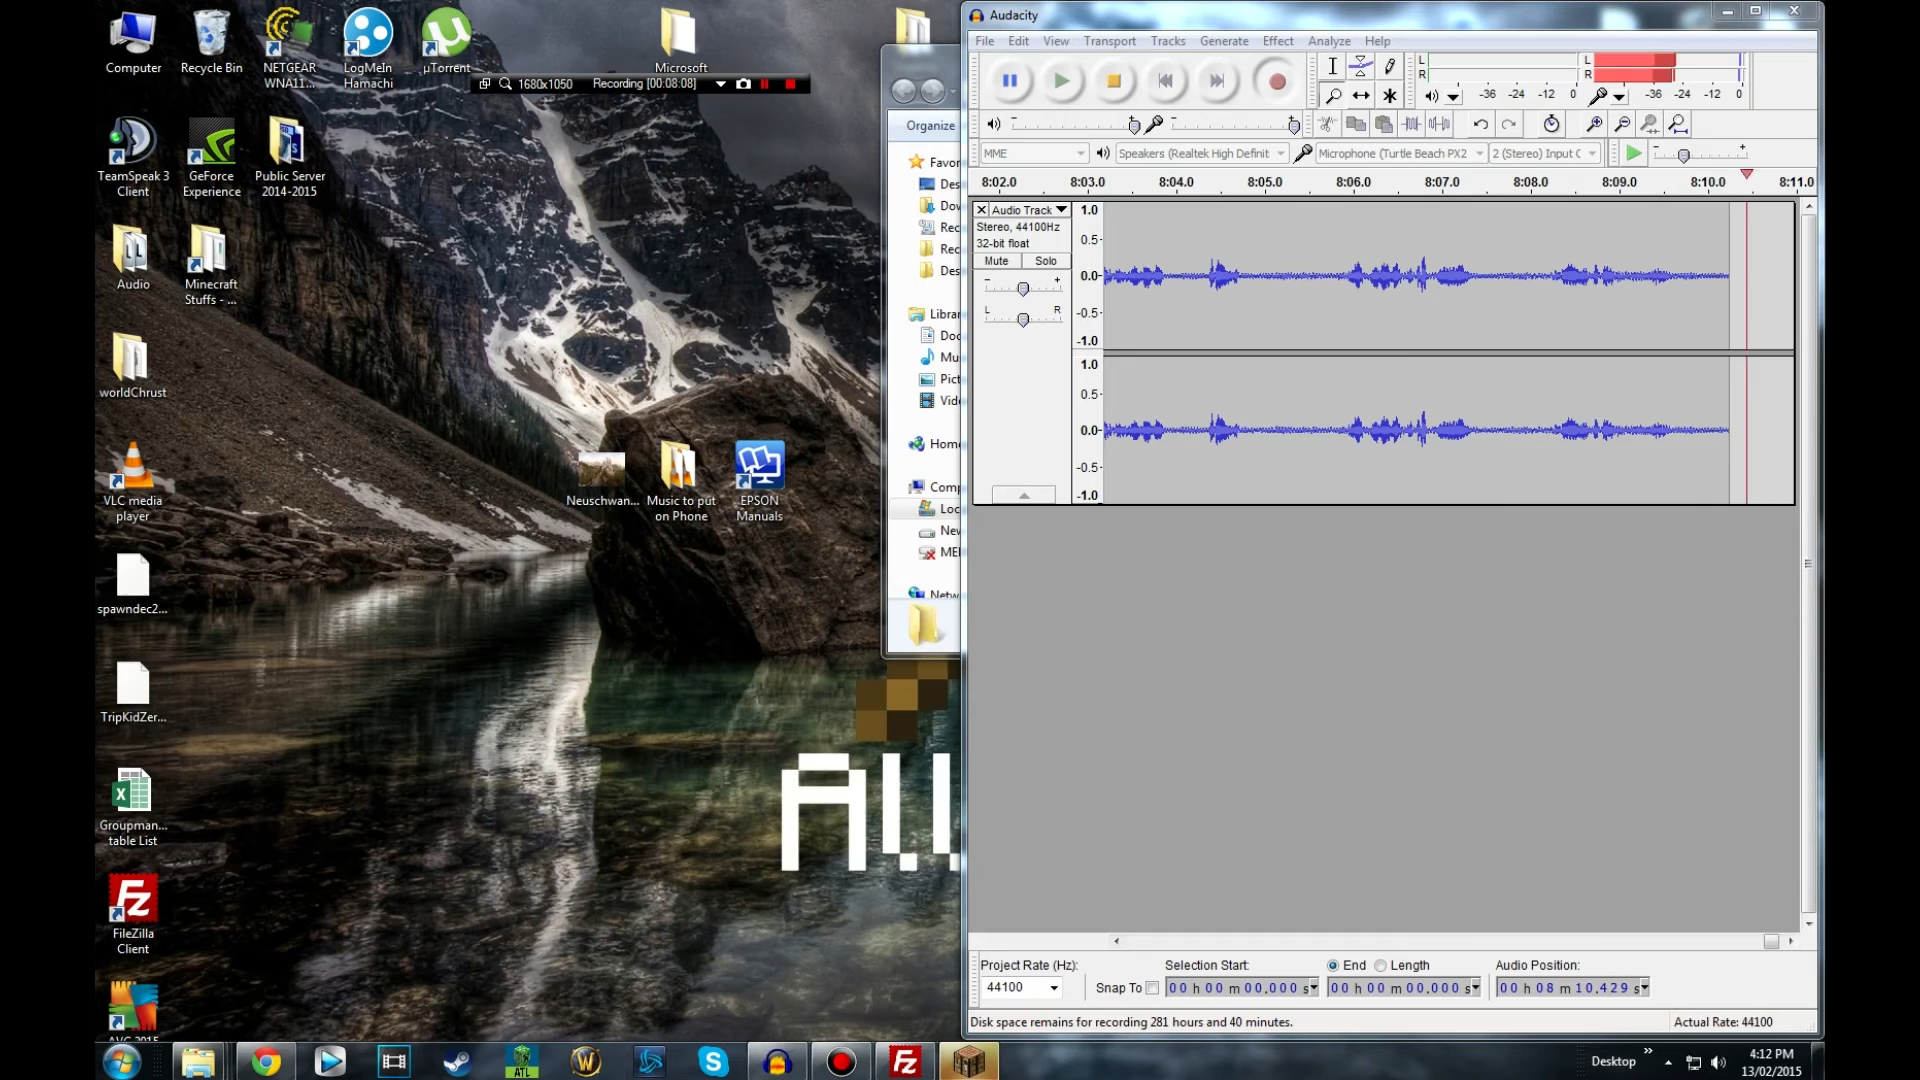 Computer
Recycle Bin
NETGEAR
WNA11...
LogMeIn
Hamachi
µTorrent
Microsoft
1680x1050
Recording [00:08:08]
TeamSpeak 3
Client
GeForce
Experience
Public Server
2014-2015
Audio
Minecraft
Stuffs - ...
worldChrust
VLC media
player
Neuschwan...
Music to put
on Phone
EPSON
Manuals
spawndec2...
TripKidZer...
Groupman...
table List
FileZilla
Client
AVG 2015
Organize
Favor
Des
Dov
Rec
Rec
Des
Librar
Doc
Mu
Pict
Vide
Home
Comp
Loc
New
MEI
Netw
Audacity
File Edit View Transport Tracks Generate Effect Analyze Help
L
R
-36 -24 -12 0
L
R
-36 -24 -12 0
MME
Speakers (Realtek High Definit
Microphone (Turtle Beach PX2
2 (Stereo) Input C
8:02.0 8:03.0 8:04.0 8:05.0 8:06.0 8:07.0 8:08.0 8:09.0 8:10.0 8:11.0
Audio Track
Stereo, 44100Hz
32-bit float
Mute Solo
- +
L R
1.0
0.5
0.0
-0.5
-1.0
1.0
0.5
0.0
-0.5
-1.0
Project Rate (Hz):
44100
Snap To
Selection Start:
00 h 00 m 00.000 s
End Length
00 h 00 m 00.000 s
Audio Position:
00 h 08 m 10.429 s
Disk space remains for recording 281 hours and 40 minutes.
Actual Rate: 44100
ATL
Desktop
4:12 PM
13/02/2015